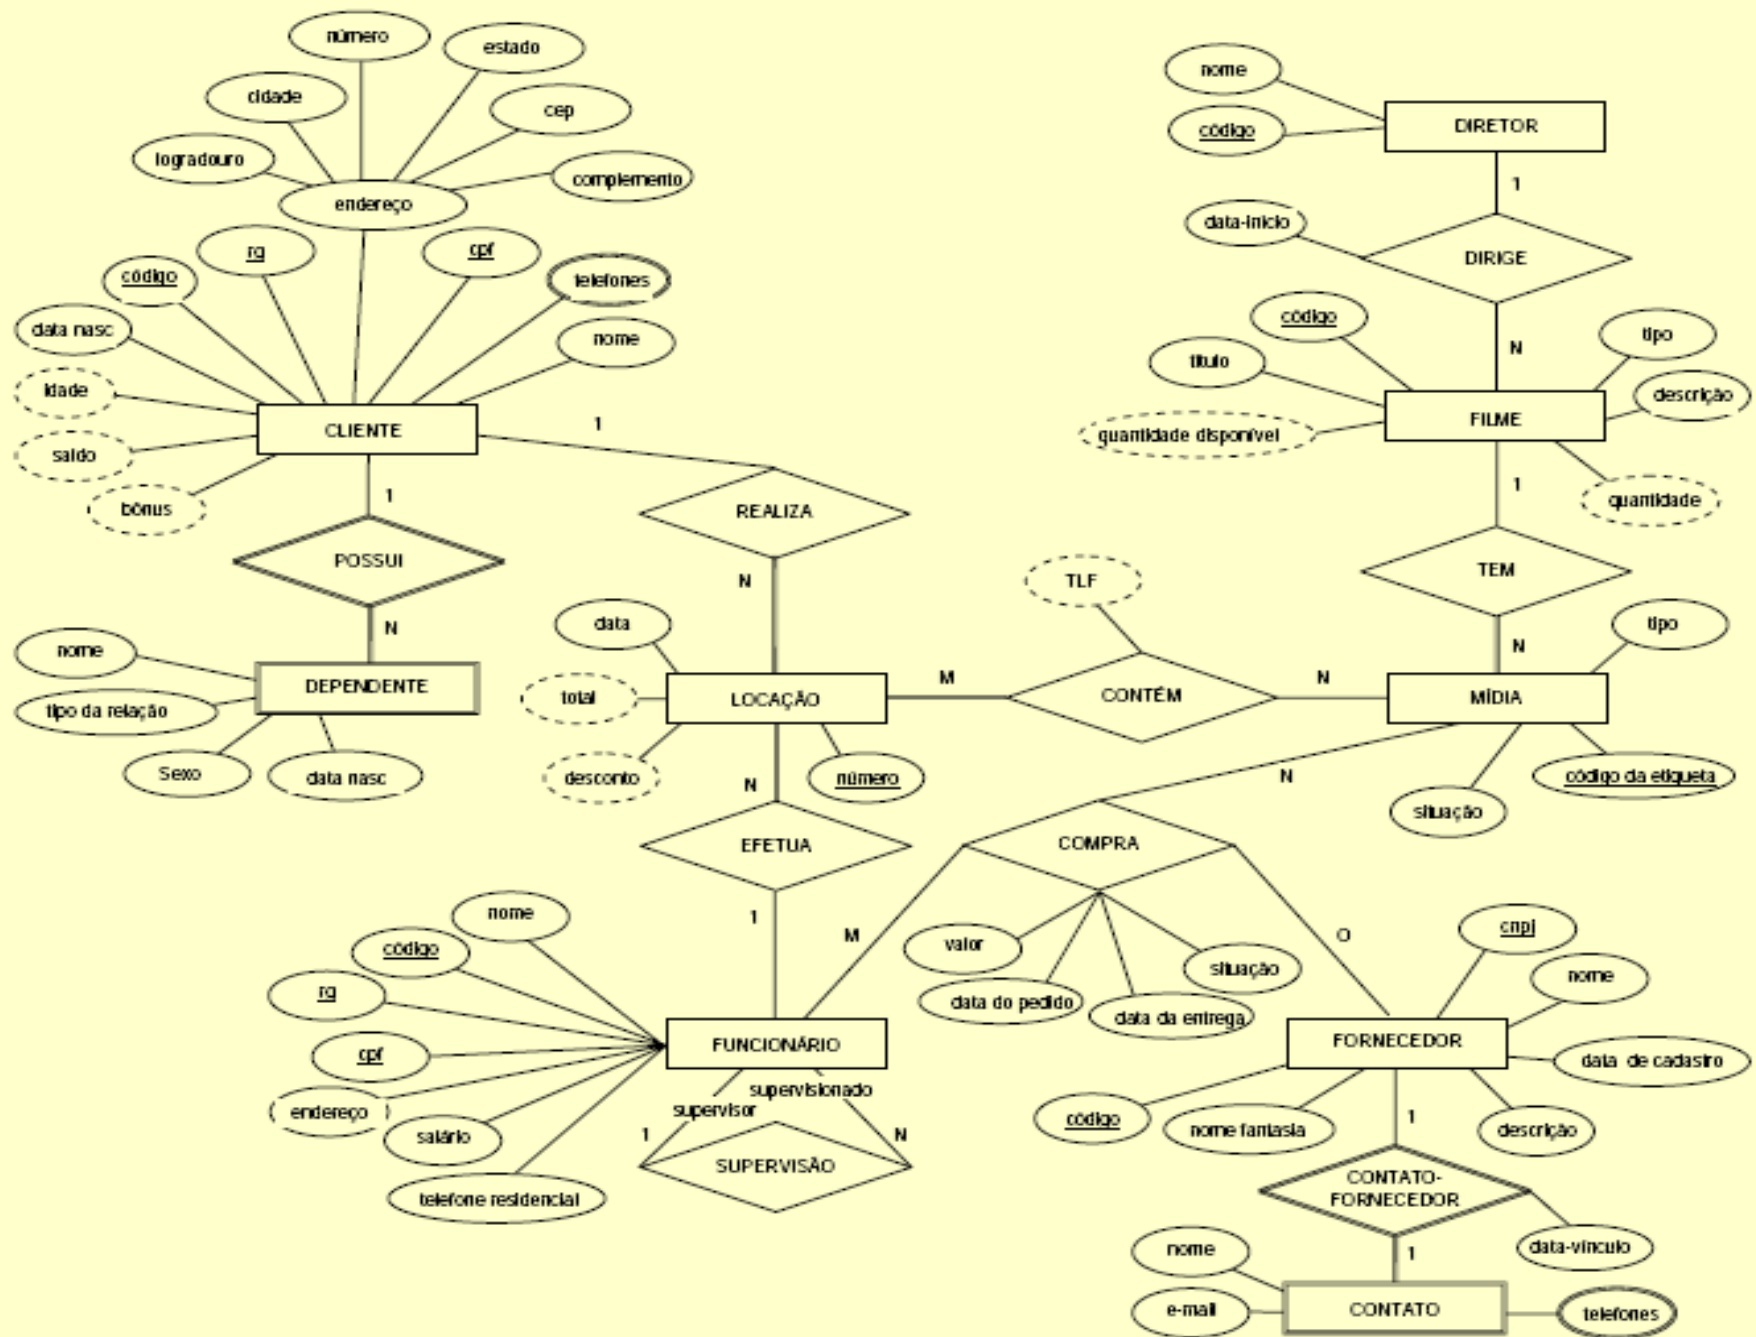 número
estado
cidade
cep
logradouro
complemento
endereço
rg
cpf
código
telefones
data nasc
nome
idade
CLIENTE
1
saldo
bônus
1
REALIZA
POSSUI
N
N
nome
DEPENDENTE
tipo da relação
Sexo
data nasc
data
total
LOCAÇÃO
desconto
número
M
TLF
CONTÉM
N
N
EFETUA
1
nome
DIRETOR
código
1
data-início
DIRIGE
código
N
tipo
título
descrição
quantidade disponível
FILME
1
quantidade
TEM
N
tipo
MÍDIA
código da etiqueta
situação
N
COMPRA
M
O
valor
situação
data do pedido
data da entrega
nome
código
rg
cpf
endereço
salário
telefone residencial
FUNCIONÁRIO
supervisionado
supervisor
1
N
SUPERVISÃO
cnpj
nome
FORNECEDOR
data de cadastro
código
nome fantasia
1
descrição
CONTATO-
FORNECEDOR
data-vínculo
1
nome
e-mail
CONTATO
telefones